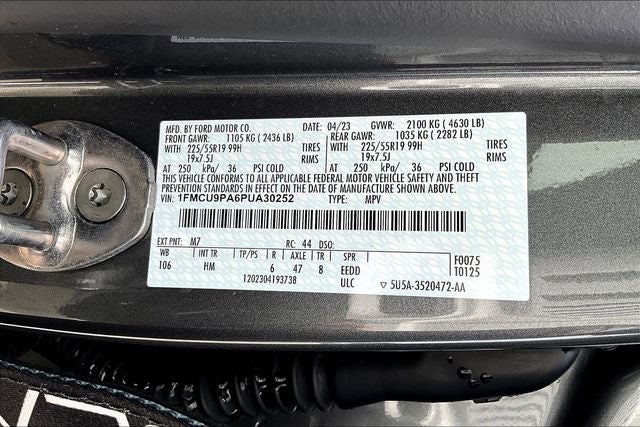 MFD. BY FORD MOTOR CO. 04/23 GVWR: 2100 KG ( 4630 LB)
FRONT GAWR: 1105 KG ( 2436 LB) REAR GAWR: 1035 KG ( 2282 LB)
WITH 225/55R19 99H TIRES WITH 225/55R19 99H TIRES
19x7.5J RIMS 19x7.5J RIMS
AT 250 kPa/ 36 PSI COLD AT 250 kPa/ 36 PSI COLD
THIS VEHICLE CONFORMS TO ALL APPLICABLE FEDERAL MOTOR VEHICLE SAFETY AND THEFT
PREVENTION STANDARDS IN EFFECT ON THE DATE OF MANUFACTURE SHOWN ABOVE.
VIN: 1FMCU9PA6PUA30252 TYPE: MPV
EXT PNT: M7 RC: 44 DSO: F0075
WB INT TR TP/PS R AXLE TR SPR T0125
106 HM 6 47 8 EEDD
1202304193738 ULC ▽ 5U5A-3520472-AA